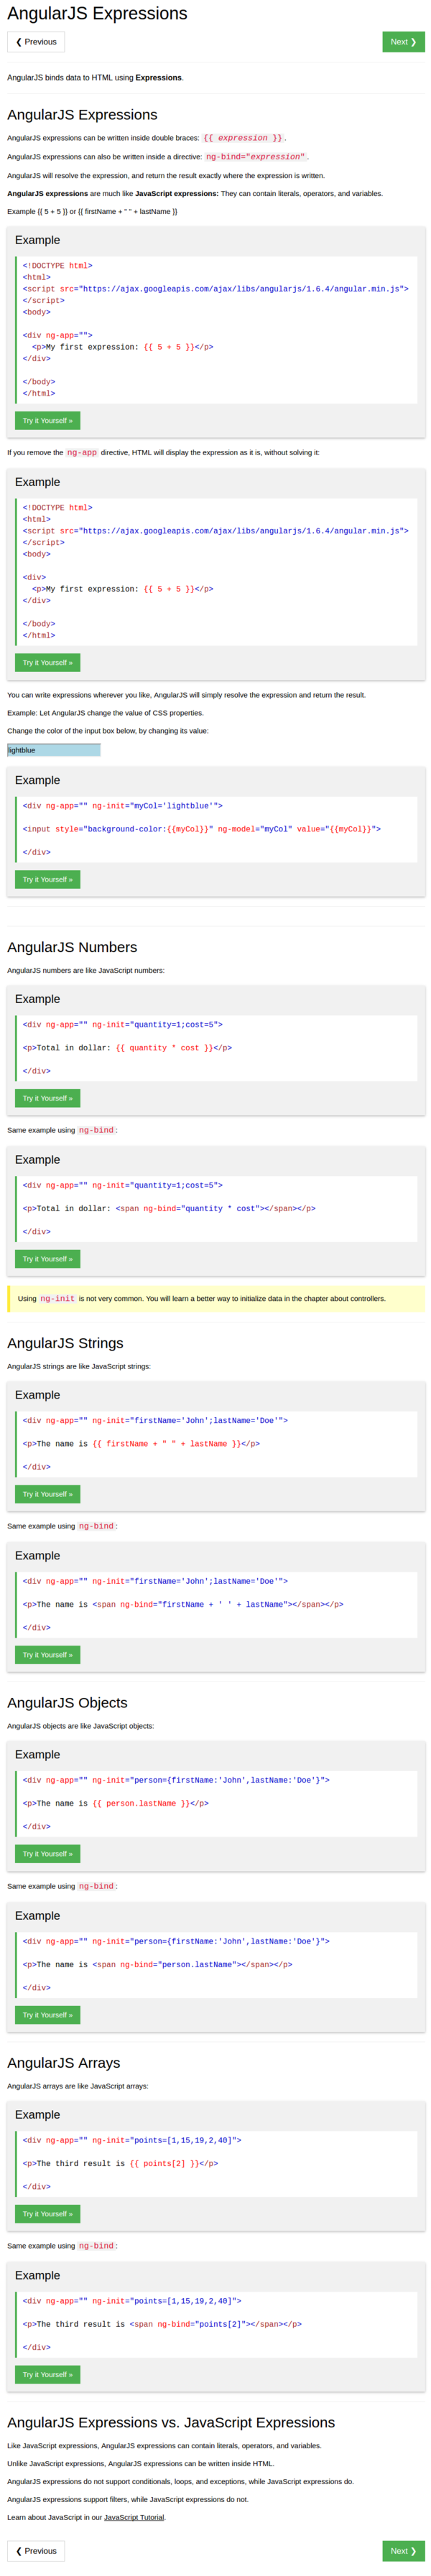 AngularJS Expressions
❮ Previous
Next ❯
AngularJS binds data to HTML using Expressions.
AngularJS Expressions
AngularJS expressions can be written inside double braces: {{ expression }}.
AngularJS expressions can also be written inside a directive: ng-bind="expression".
AngularJS will resolve the expression, and return the result exactly where the expression is written.
AngularJS expressions are much like JavaScript expressions: They can contain literals, operators, and variables.
Example {{ 5 + 5 }} or {{ firstName + " " + lastName }}
Example
<!DOCTYPE html>
<html>
<script src="https://ajax.googleapis.com/ajax/libs/angularjs/1.6.4/angular.min.js">
</script>
<body>
<div ng-app="">
<p>My first expression: {{ 5 + 5 }}</p>
</div>
</body>
</html>
Try it Yourself »
If you remove the ng-app directive, HTML will display the expression as it is, without solving it:
Example
<!DOCTYPE html>
<html>
<script src="https://ajax.googleapis.com/ajax/libs/angularjs/1.6.4/angular.min.js">
</script>
<body>
<div>
<p>My first expression: {{ 5 + 5 }}</p>
</div>
</body>
</html>
Try it Yourself »
You can write expressions wherever you like, AngularJS will simply resolve the expression and return the result.
Example: Let AngularJS change the value of CSS properties.
Change the color of the input box below, by changing its value:
lightblue
Example
<div ng-app="" ng-init="myCol='lightblue'">
<input style="background-color:{{myCol}}" ng-model="myCol" value="{{myCol}}">
</div>
Try it Yourself »
AngularJS Numbers
AngularJS numbers are like JavaScript numbers:
Example
<div ng-app="" ng-init="quantity=1;cost=5">
<p>Total in dollar: {{ quantity * cost }}</p>
</div>
Try it Yourself »
Same example using ng-bind:
Example
<div ng-app="" ng-init="quantity=1;cost=5">
<p>Total in dollar: <span ng-bind="quantity * cost"></span></p>
</div>
Try it Yourself »
Using ng-init is not very common. You will learn a better way to initialize data in the chapter about controllers.
AngularJS Strings
AngularJS strings are like JavaScript strings:
Example
<div ng-app="" ng-init="firstName='John';lastName='Doe'">
<p>The name is {{ firstName + " " + lastName }}</p>
</div>
Try it Yourself »
Same example using ng-bind:
Example
<div ng-app="" ng-init="firstName='John';lastName='Doe'">
<p>The name is <span ng-bind="firstName + ' ' + lastName"></span></p>
</div>
Try it Yourself »
AngularJS Objects
AngularJS objects are like JavaScript objects:
Example
<div ng-app="" ng-init="person={firstName:'John',lastName:'Doe'}">
<p>The name is {{ person.lastName }}</p>
</div>
Try it Yourself »
Same example using ng-bind:
Example
<div ng-app="" ng-init="person={firstName:'John',lastName:'Doe'}">
<p>The name is <span ng-bind="person.lastName"></span></p>
</div>
Try it Yourself »
AngularJS Arrays
AngularJS arrays are like JavaScript arrays:
Example
<div ng-app="" ng-init="points=[1,15,19,2,40]">
<p>The third result is {{ points[2] }}</p>
</div>
Try it Yourself »
Same example using ng-bind:
Example
<div ng-app="" ng-init="points=[1,15,19,2,40]">
<p>The third result is <span ng-bind="points[2]"></span></p>
</div>
Try it Yourself »
AngularJS Expressions vs. JavaScript Expressions
Like JavaScript expressions, AngularJS expressions can contain literals, operators, and variables.
Unlike JavaScript expressions, AngularJS expressions can be written inside HTML.
AngularJS expressions do not support conditionals, loops, and exceptions, while JavaScript expressions do.
AngularJS expressions support filters, while JavaScript expressions do not.
Learn about JavaScript in our JavaScript Tutorial.
❮ Previous
Next ❯